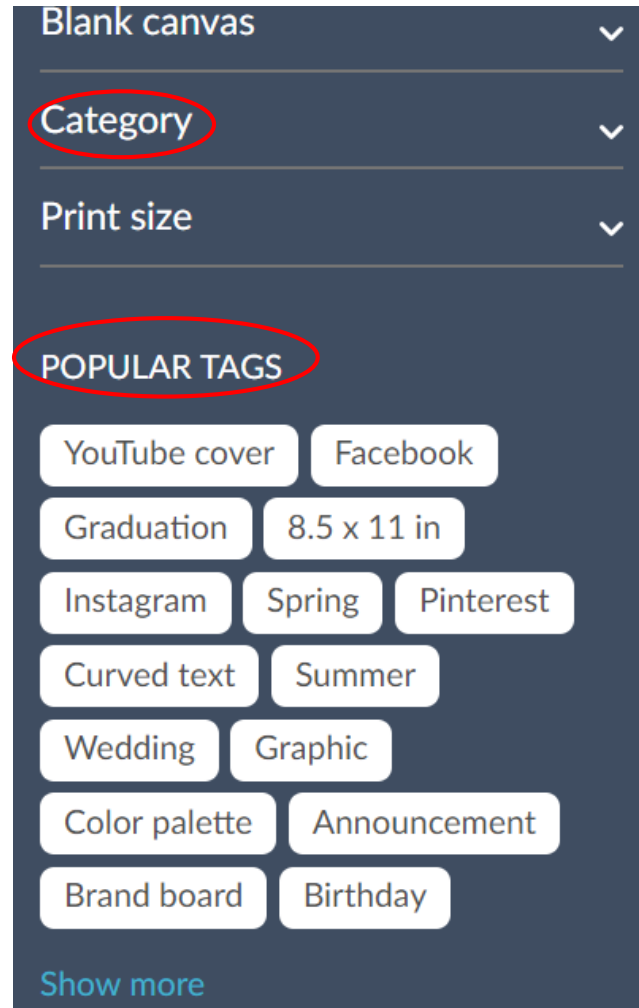 Blank canvas
Category
Print size
POPULAR TAGS
YouTube cover Facebook
Graduation 8.5 x 11 in
Instagram Spring Pinterest
Curved text Summer
Wedding Graphic
Color palette Announcement
Brand board Birthday
Show more